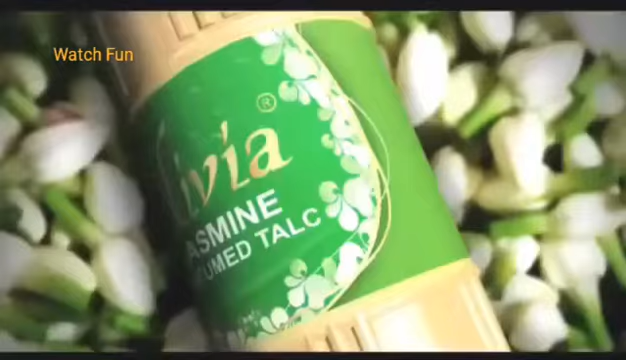 Watch Fun
ivia
®
ASMINE
UMED TALC